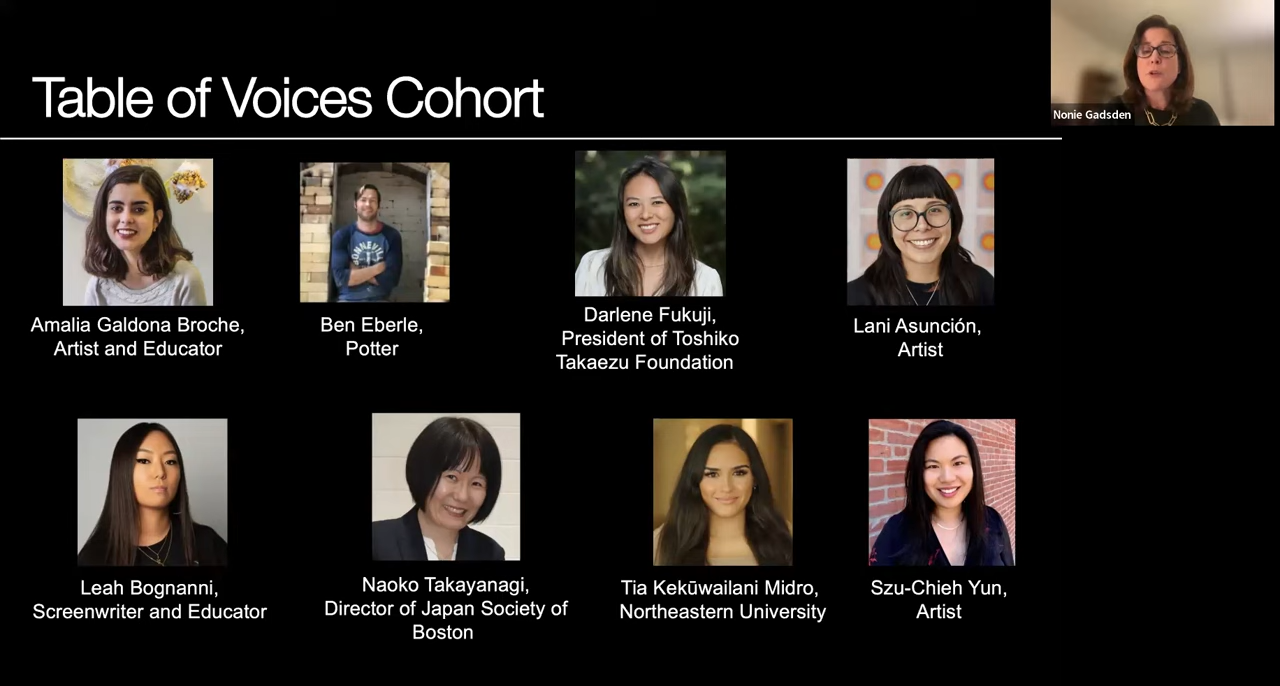 Table of Voices Cohort
Nonie Gadsden
Amalia Galdona Broche,
Artist and Educator
Ben Eberle,
Potter
Darlene Fukuji,
President of Toshiko
Takaezu Foundation
Lani Asunción,
Artist
Leah Bognanni,
Screenwriter and Educator
Naoko Takayanagi,
Director of Japan Society of
Boston
Tia Kekūwailani Midro,
Northeastern University
Szu-Chieh Yun,
Artist